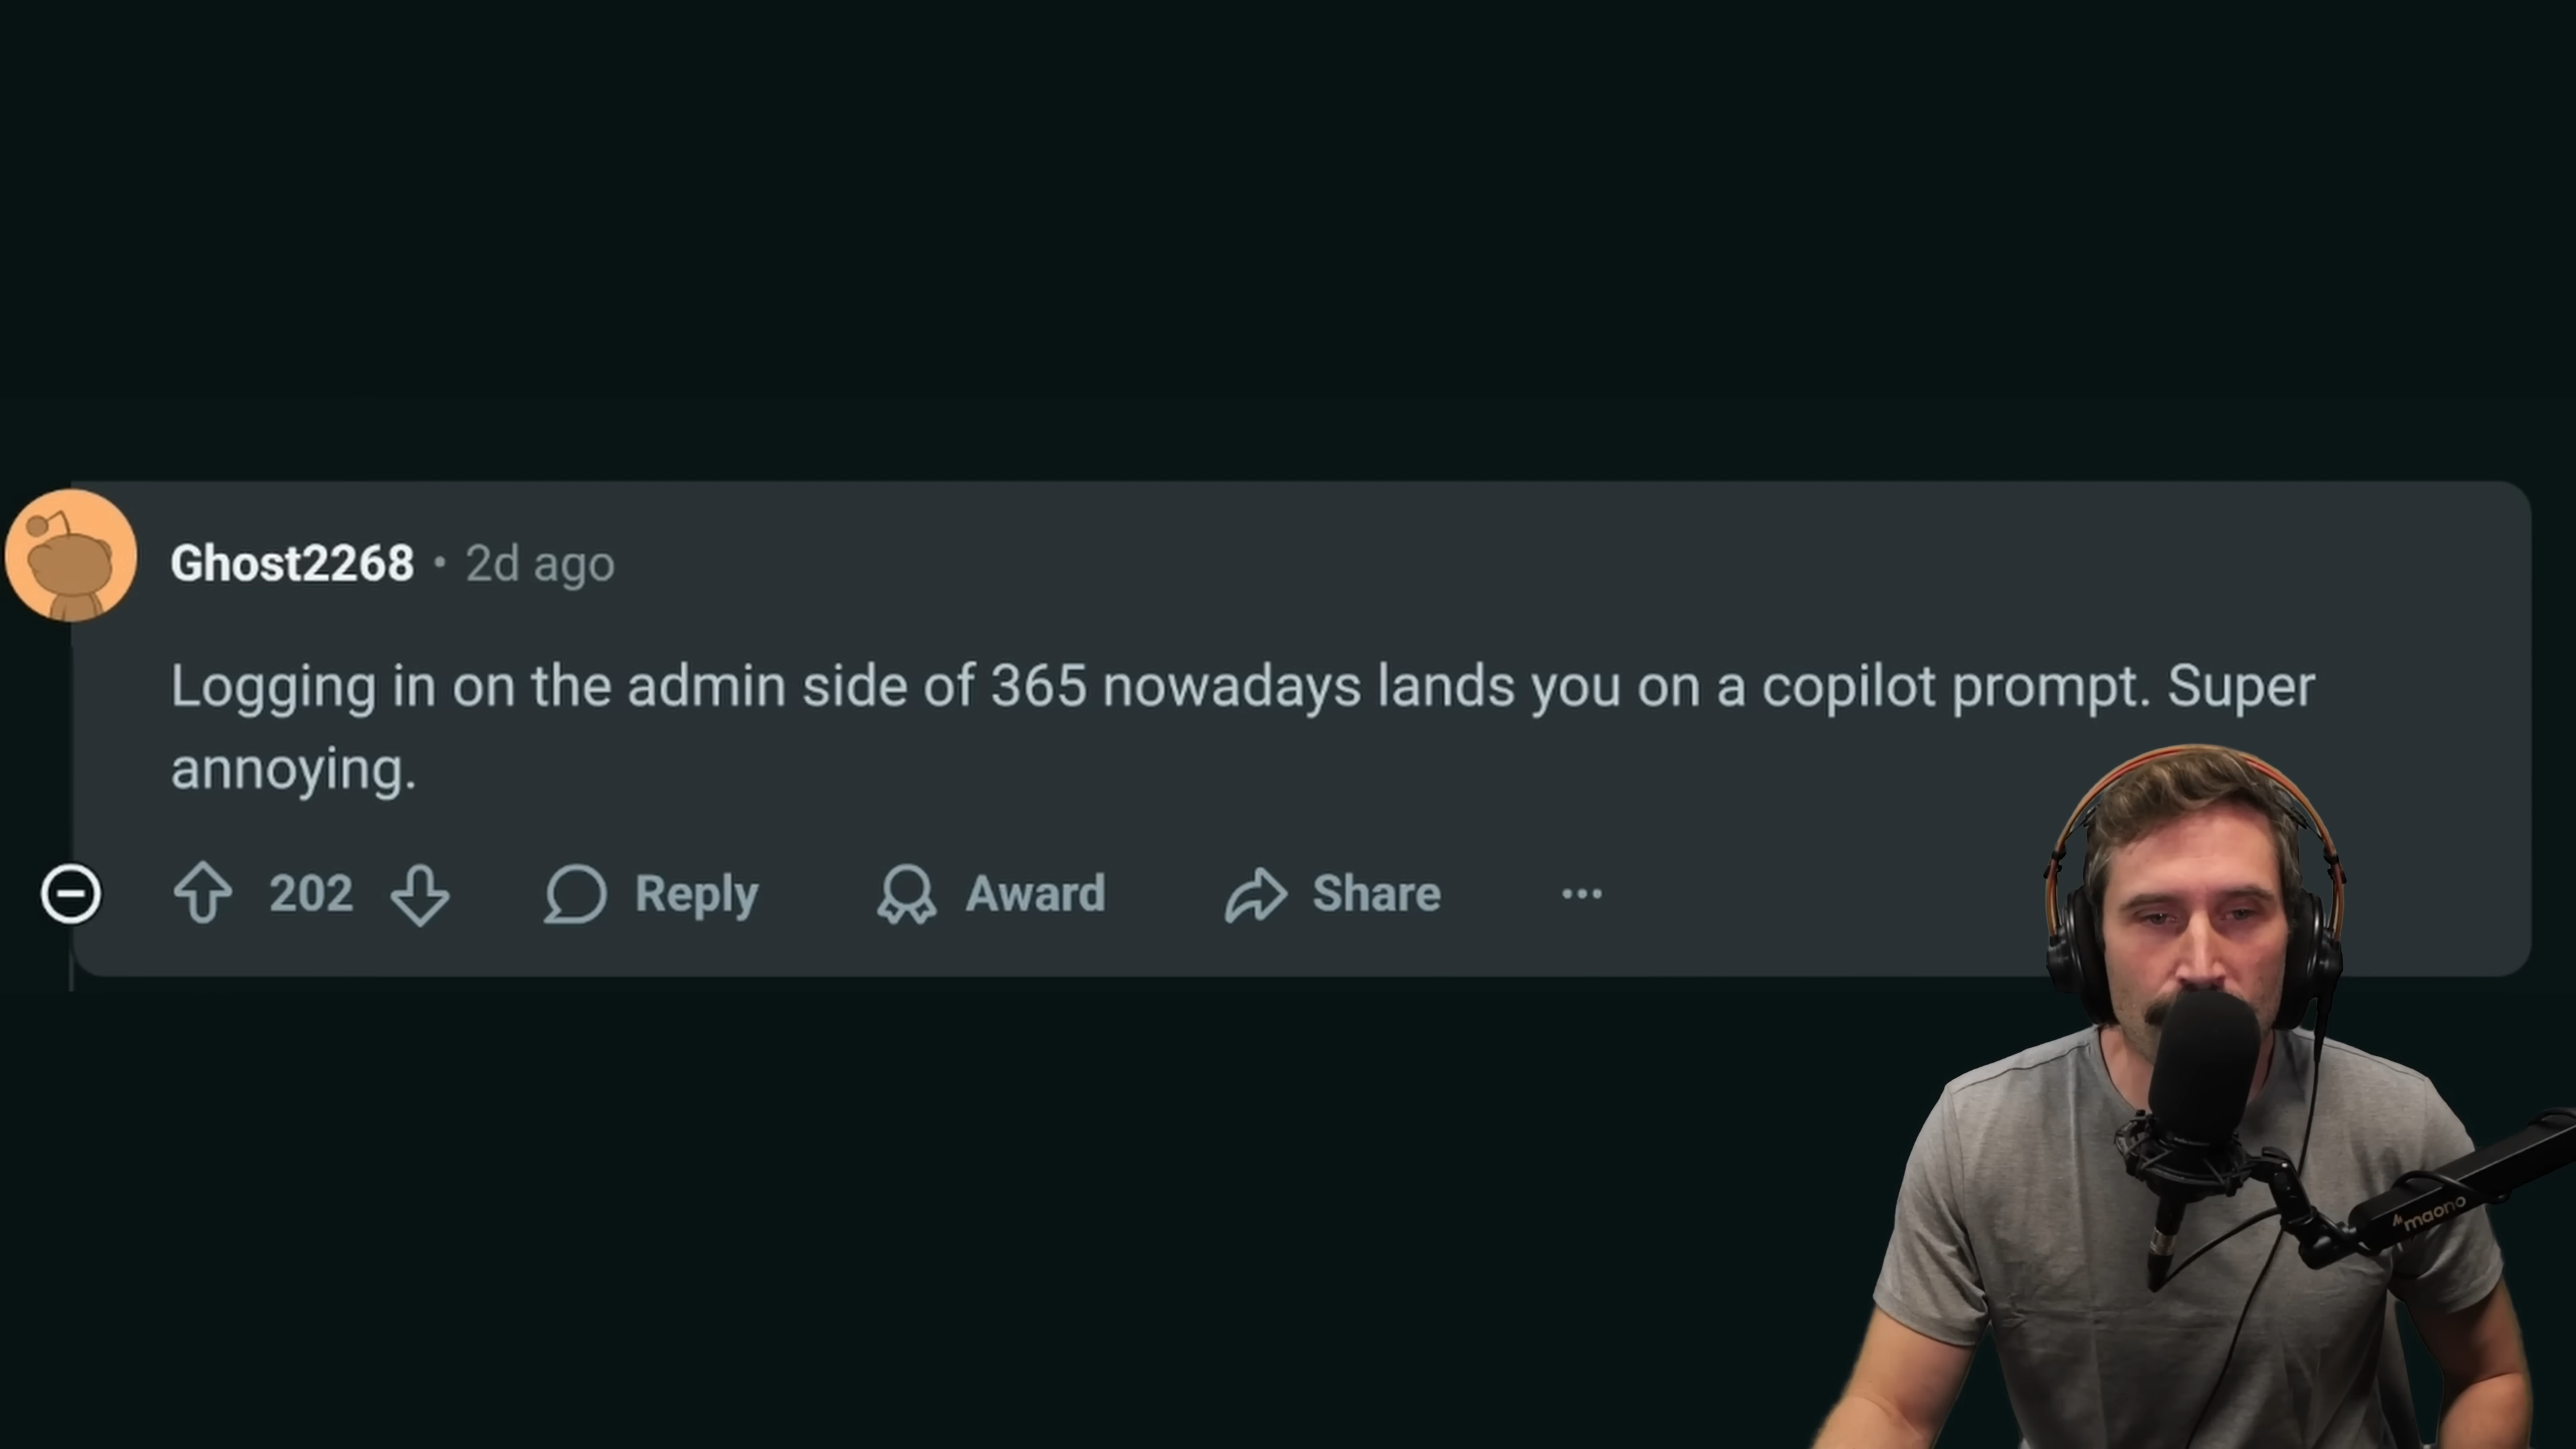 Ghost2268 • 2d ago
Logging in on the admin side of 365 nowadays lands you on a copilot prompt. Super
annoying.
202 Reply Award Share ...
maono